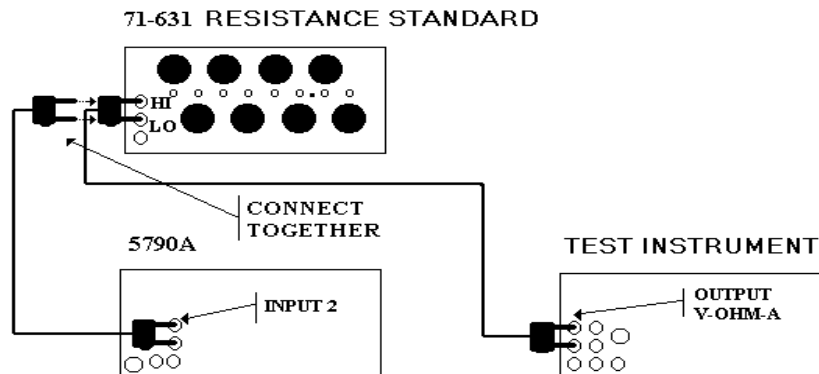 71-631 RESISTANCE STANDARD
HI
LO
CONNECT
TOGETHER
5790A
TEST INSTRUMENT
INPUT 2
OUTPUT
V-OHM-A